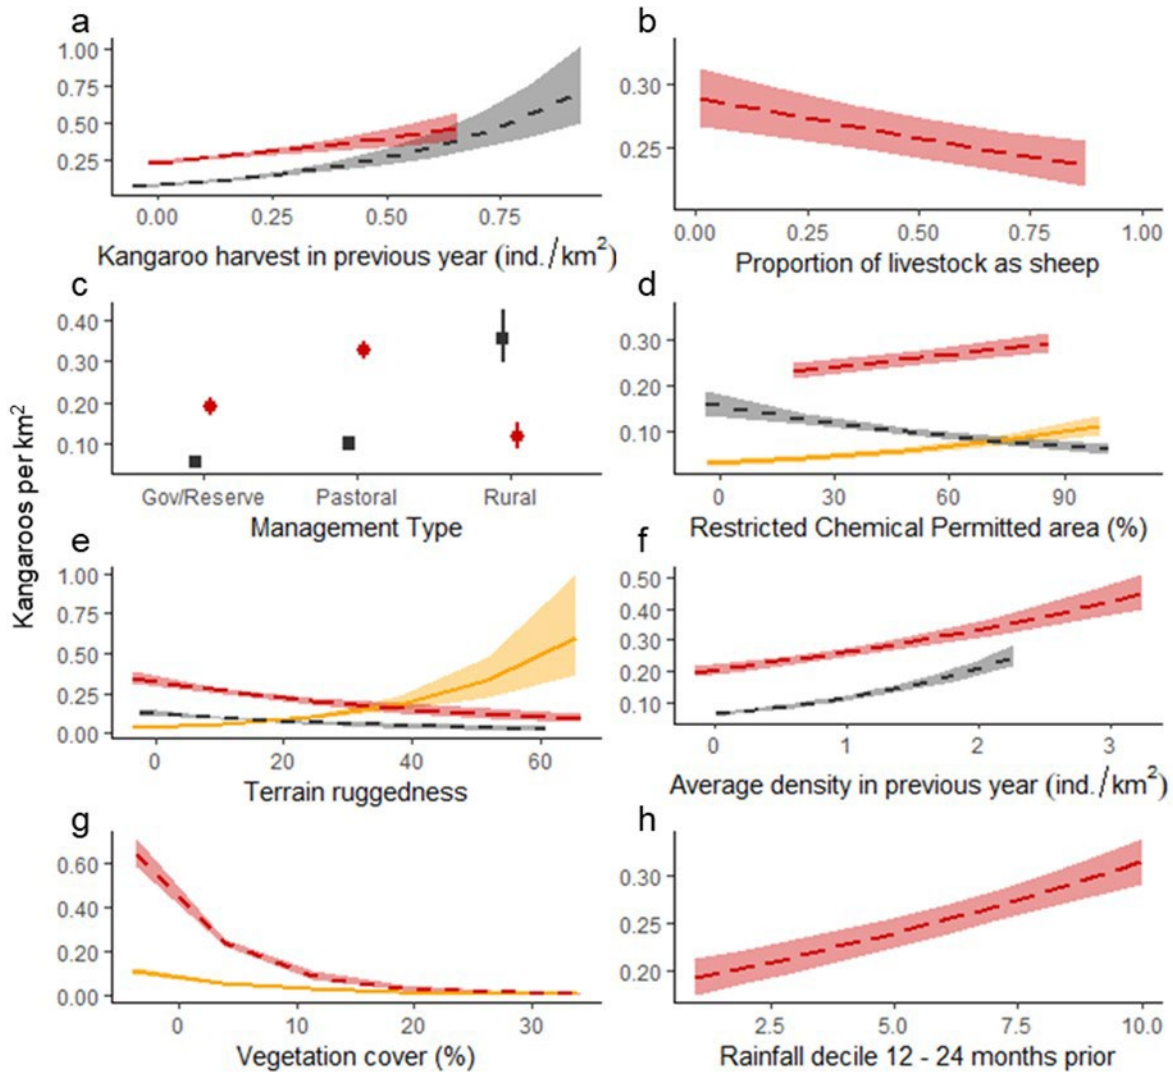 a
1.00
0.75
0.50
0.25
0.00 0.25 0.50 0.75
Kangaroo harvest in previous year (ind./km²)
b
0.30
0.25
0.00 0.25 0.50 0.75 1.00
Proportion of livestock as sheep
c
0.40
0.30
0.20
0.10
Gov/Reserve Pastoral Rural
Management Type
d
0.30
0.20
0.10
0 30 60 90
Restricted Chemical Permitted area (%)
Kangaroos per km²
e
1.00
0.75
0.50
0.25
0.00
0 20 40 60
Terrain ruggedness
f
0.50
0.40
0.30
0.20
0.10
0 1 2 3
Average density in previous year (ind./km²)
g
0.60
0.40
0.20
0.00
0 10 20 30
Vegetation cover (%)
h
0.30
0.25
0.20
2.5 5.0 7.5 10.0
Rainfall decile 12 - 24 months prior